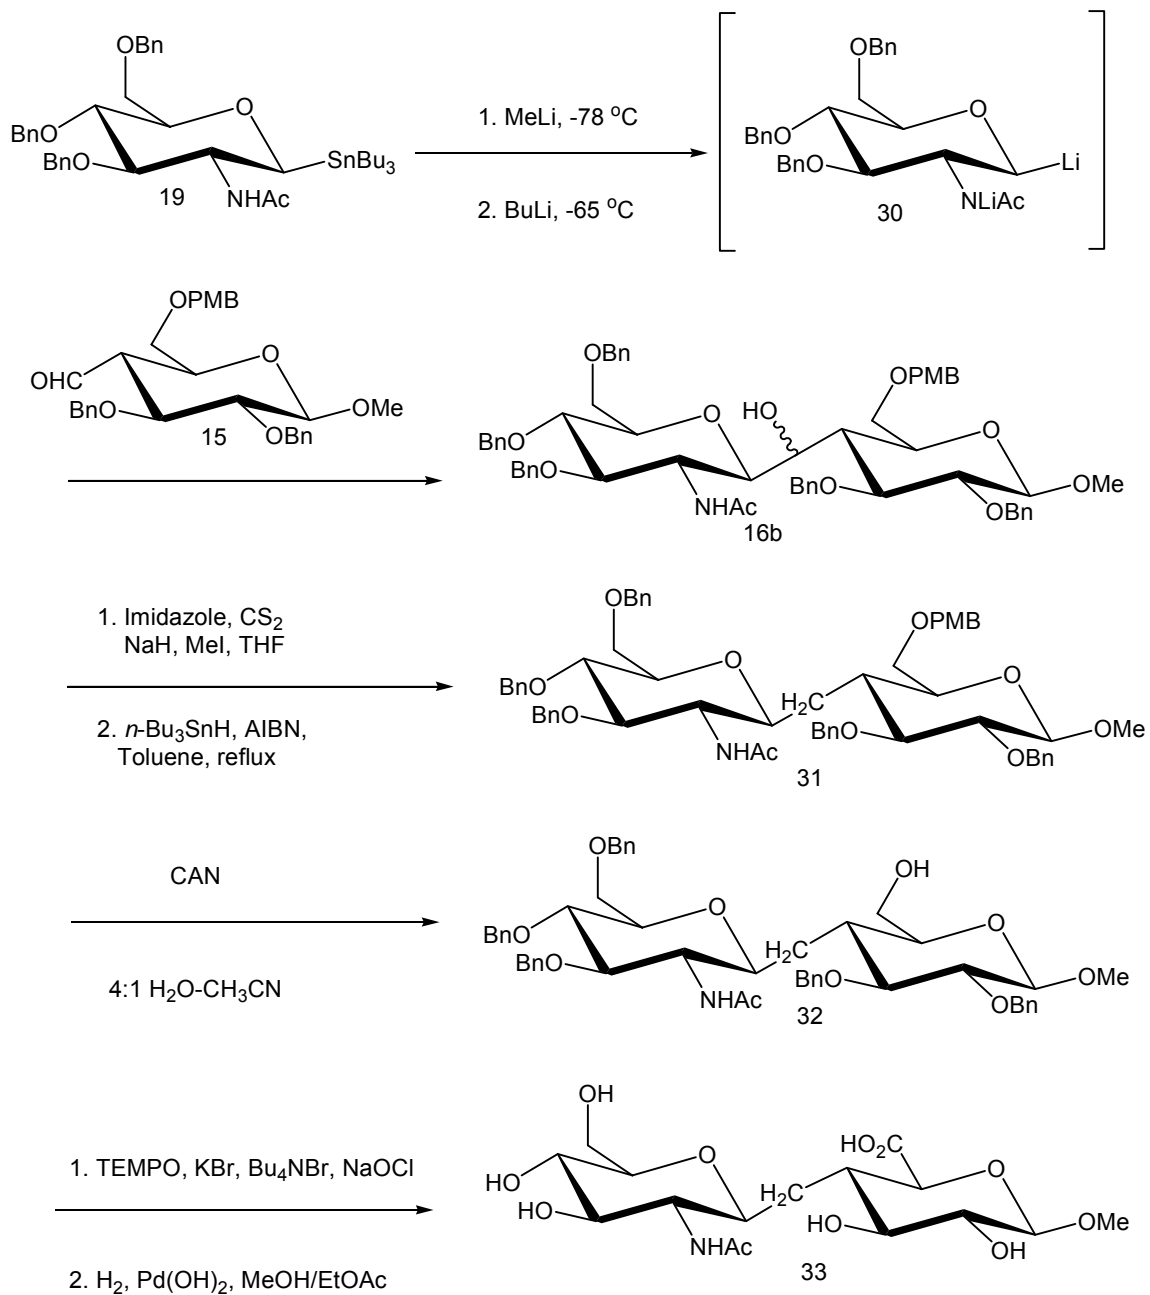 OBn
OBn
O
O
1. MeLi, -78 °C
BnO
BnO
BnO
SnBu3
BnO
Li
19
NHAc
2. BuLi, -65 °C
30
NLiAc
OPMB
OHC
O
BnO
OMe
15
OBn
OBn
OPMB
O
HO
O
BnO
BnO
BnO
OMe
NHAc
OBn
16b
1. Imidazole, CS2
NaH, MeI, THF
2. n-Bu3SnH, AIBN,
Toluene, reflux
OBn
OPMB
O
O
BnO
H2C
BnO
BnO
OMe
NHAc
OBn
31
CAN
4:1 H2O-CH3CN
OBn
OH
O
O
BnO
H2C
BnO
BnO
OMe
NHAc
OBn
32
1. TEMPO, KBr, Bu4NBr, NaOCl
2. H2, Pd(OH)2, MeOH/EtOAc
OH
HO2C
O
O
HO
H2C
HO
HO
OMe
NHAc
OH
33